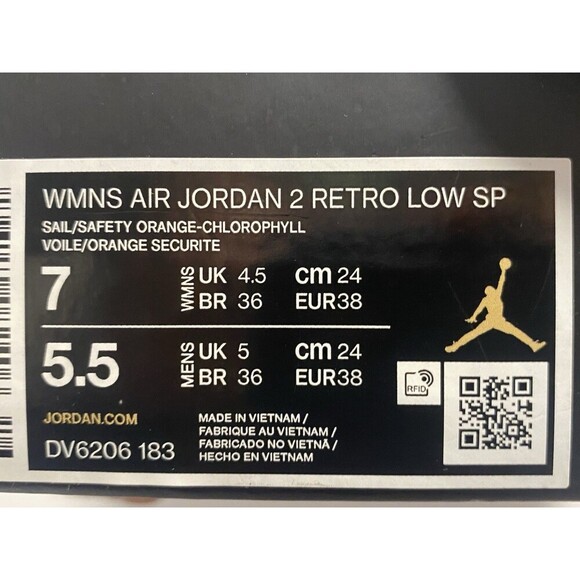 WMNS AIR JORDAN 2 RETRO LOW SP
SAIL/SAFETY ORANGE-CHLOROPHYLL
VOILE/ORANGE SECURITE
7 WMNS UK 4.5 cm 24
BR 36 EUR38
5.5 MENS UK 5 cm 24
BR 36 EUR38
RFID
JORDAN.COM
DV6206 183
MADE IN VIETNAM /
FABRIQUE AU VIETNAM /
FABRICADO NO VIETNÃ /
HECHO EN VIETNAM